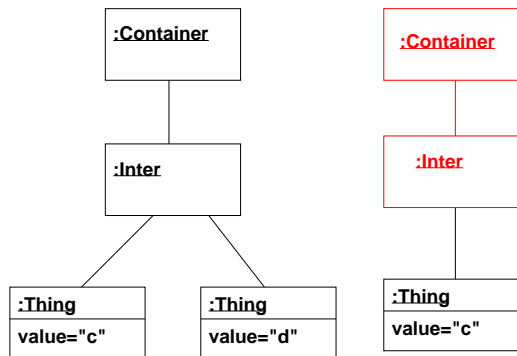 :Container
:Container
:Inter
:Inter
:Thing
value="c"
:Thing
value="d"
:Thing
value="c"